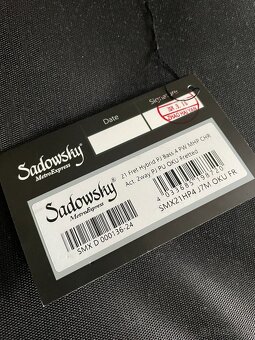 Sadowsky
MetroExpress
Date
Signature
Sadowsky®
MetroExpress
21 Fret Hybrid PJ Bass 4 PW MHP CHR
Act. 2way PJ PU OKU fretted
SMX D 000136-24
SMX21HP4 J7M OKU FR